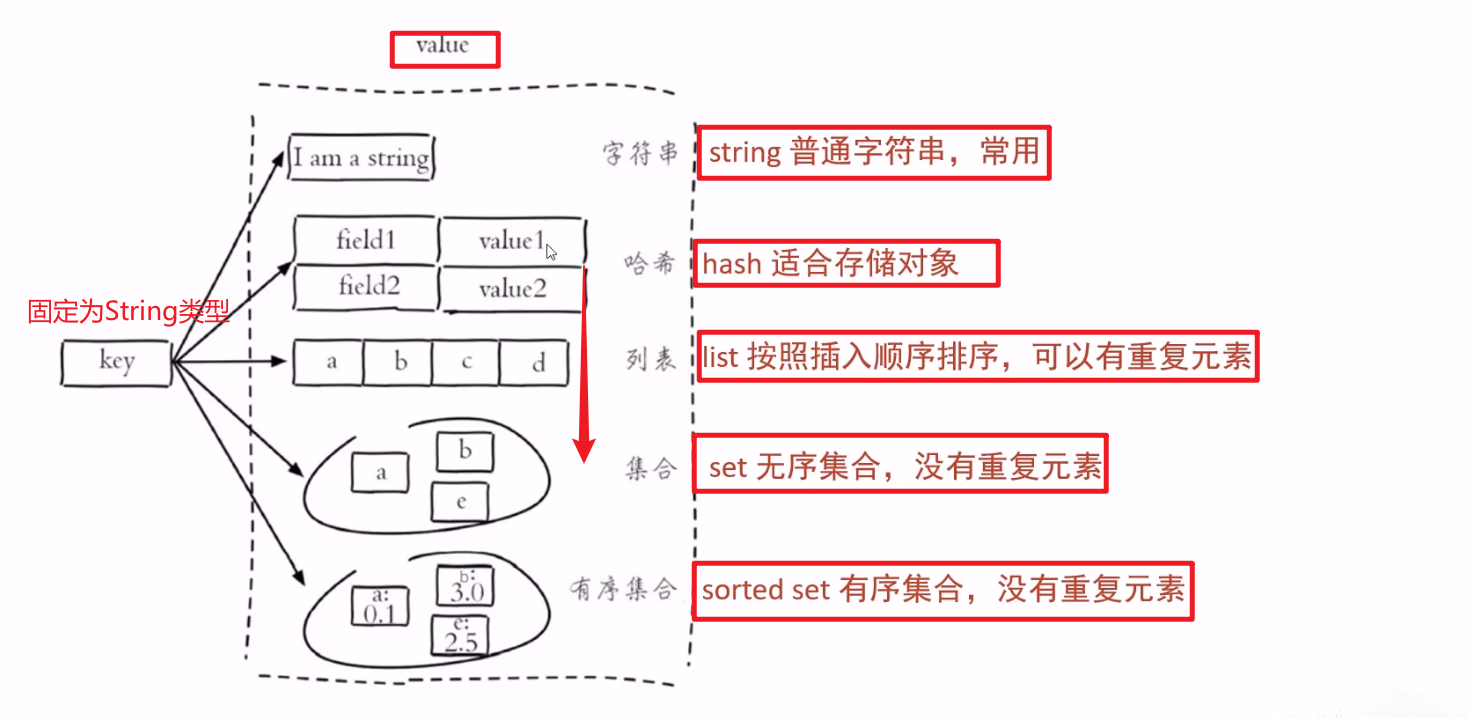 value
I am a string
字符串
string 普通字符串，常用
field1
value1
field2
value2
哈希
hash 适合存储对象
固定为String类型
key
a
b
c
d
列表
list 按照插入顺序排序，可以有重复元素
a
b
e
集合
set 无序集合，没有重复元素
a:
0.1
b:
3.0
e:
2.5
有序集合
sorted set 有序集合，没有重复元素